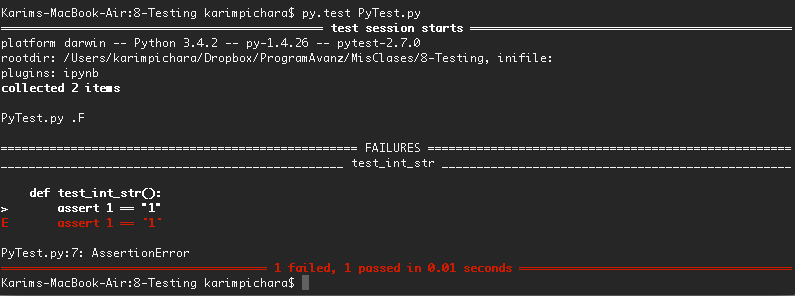 Karims-MacBook-Air:8-Testing karimpichara$ py.test PyTest.py
============================= test session starts =============================
platform darwin -- Python 3.4.2 -- py-1.4.26 -- pytest-2.7.0
rootdir: /Users/karimpichara/Dropbox/ProgramAvanz/MisClases/8-Testing, inifile:
plugins: ipynb
collected 2 items
PyTest.py .F
================================== FAILURES ===================================
________________________________ test_int_str _________________________________
def test_int_str():
> assert 1 == "1"
E assert 1 == '1'
PyTest.py:7: AssertionError
===================== 1 failed, 1 passed in 0.01 seconds ======================
Karims-MacBook-Air:8-Testing karimpichara$